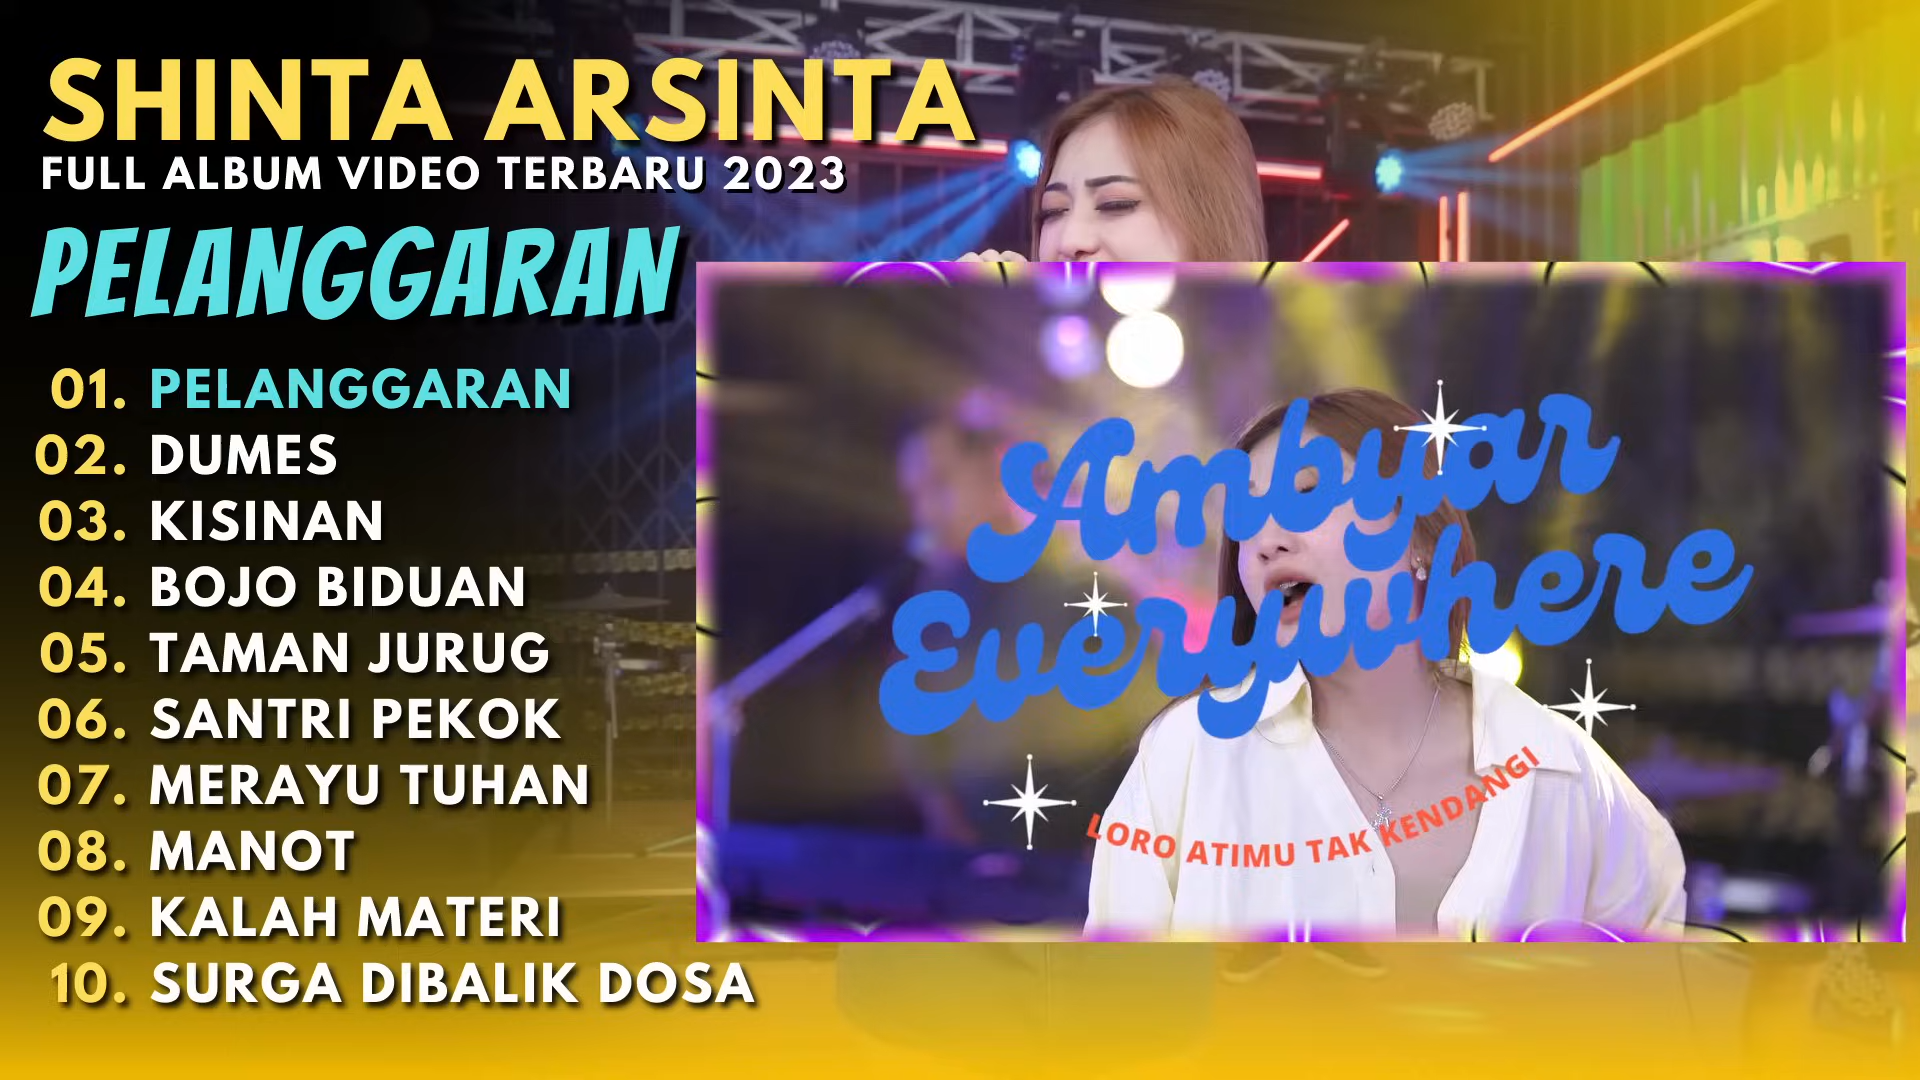 SHINTA ARSINTA
FULL ALBUM VIDEO TERBARU 2023
PELANGGARAN
01. PELANGGARAN
02. DUMES
03. KISINAN
04. BOJO BIDUAN
05. TAMAN JURUG
06. SANTRI PEKOK
07. MERAYU TUHAN
08. MANOT
09. KALAH MATERI
10. SURGA DIBALIK DOSA
Ambyar
Everywhere
LORO ATIMU TAK KENDANGI